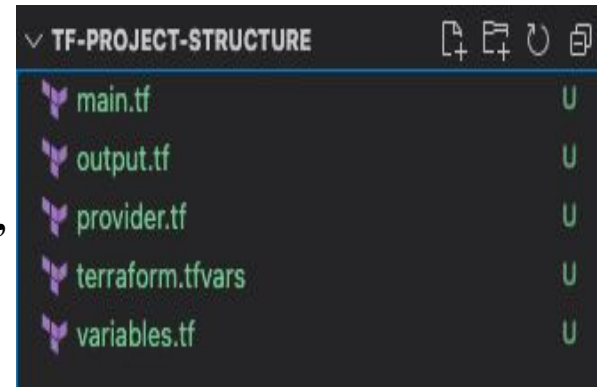 TF-PROJECT-STRUCTURE
main.tf U
output.tf U
provider.tf U
,
terraform.tfvars U
variables.tf U